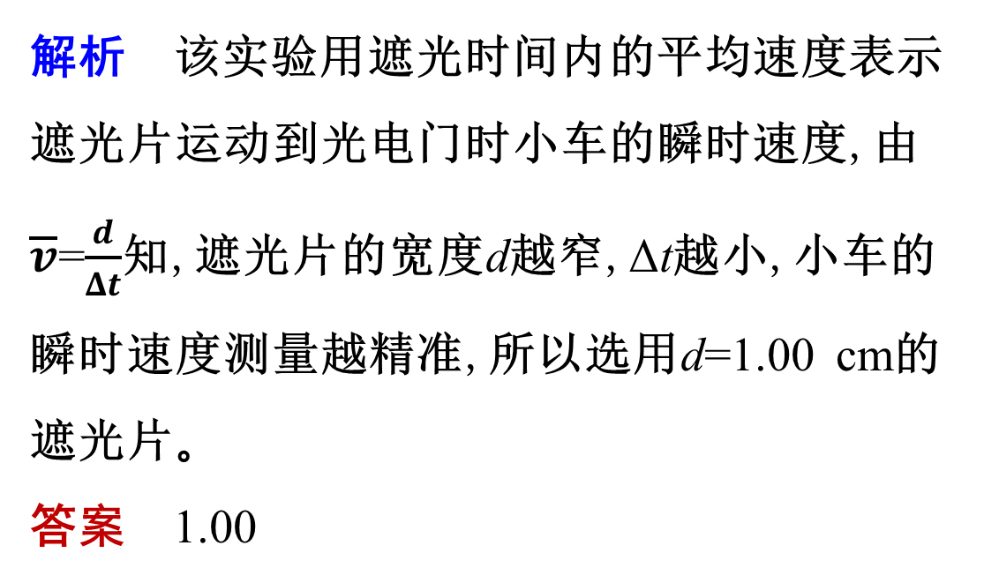 解析 该实验用遮光时间内的平均速度表示
遮光片运动到光电门时小车的瞬时速度, 由
$\overline{v}=\frac{d}{\Delta t}$知, 遮光片的宽度d越窄, Δt越小, 小车的
瞬时速度测量越精准, 所以选用d=1.00 cm的
遮光片。
答案 1.00